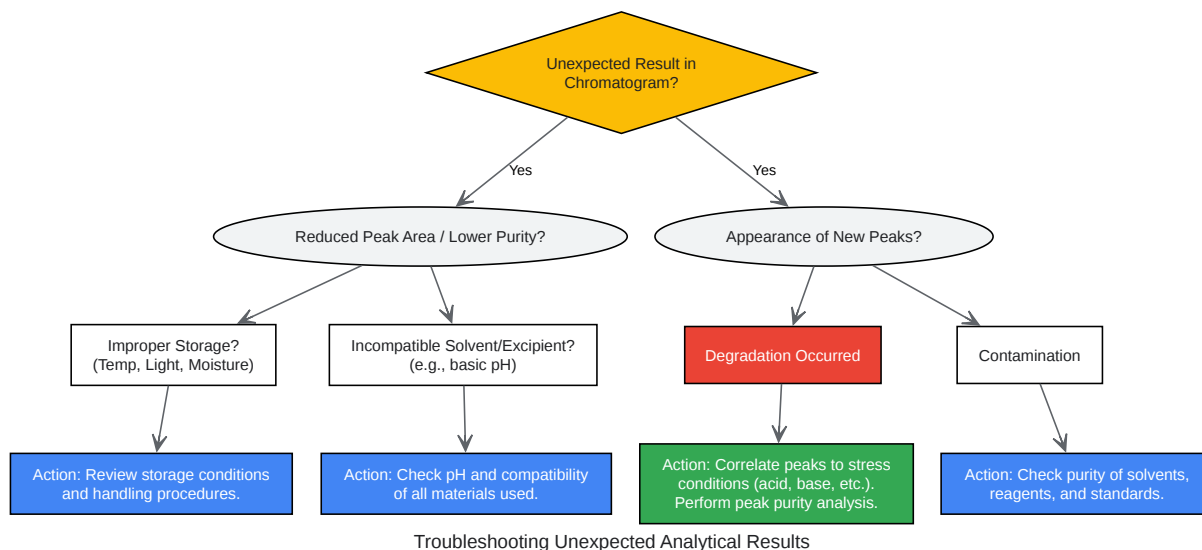 Unexpected Result in
Chromatogram?
Yes
Yes
Reduced Peak Area / Lower Purity?
Appearance of New Peaks?
Improper Storage?
(Temp, Light, Moisture)
Incompatible Solvent/Excipient?
(e.g., basic pH)
Degradation Occurred
Contamination
Action: Review storage conditions
and handling procedures.
Action: Check pH and compatibility
of all materials used.
Action: Correlate peaks to stress
conditions (acid, base, etc.).
Perform peak purity analysis.
Action: Check purity of solvents,
reagents, and standards.
Troubleshooting Unexpected Analytical Results